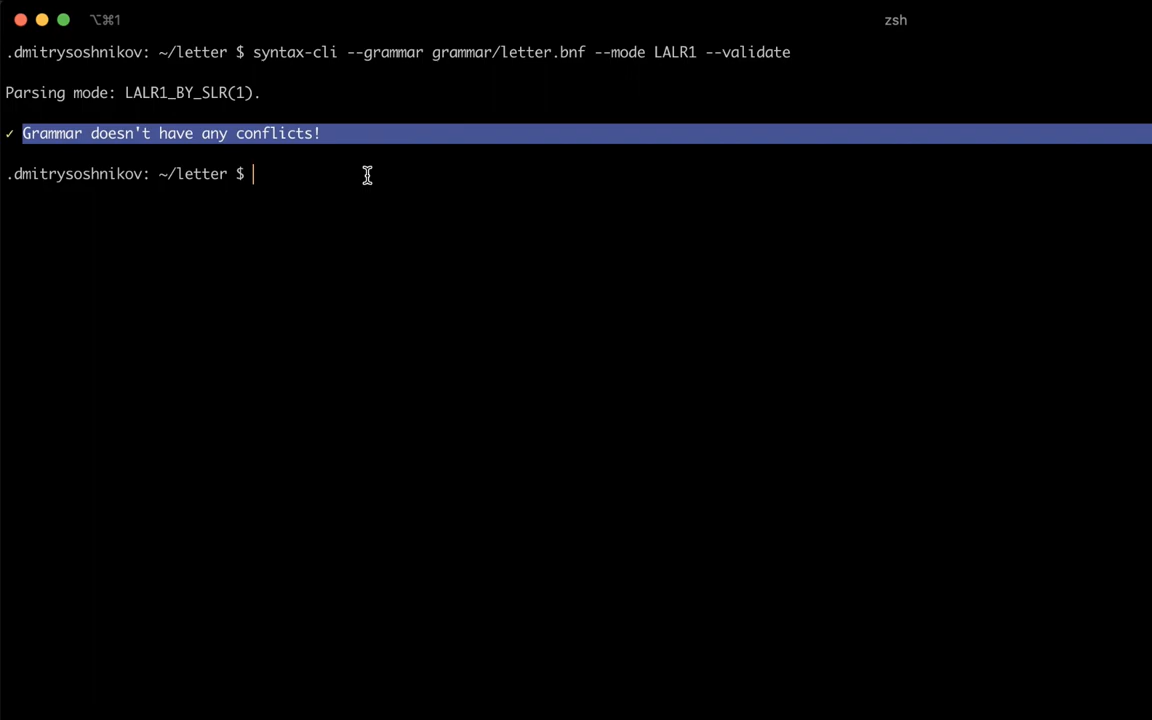 ⌥⌘1
zsh
.dmitrysoshnikov: ~/letter $ syntax-cli --grammar grammar/letter.bnf --mode LALR1 --validate
Parsing mode: LALR1_BY_SLR(1).
✓ Grammar doesn't have any conflicts!
.dmitrysoshnikov: ~/letter $